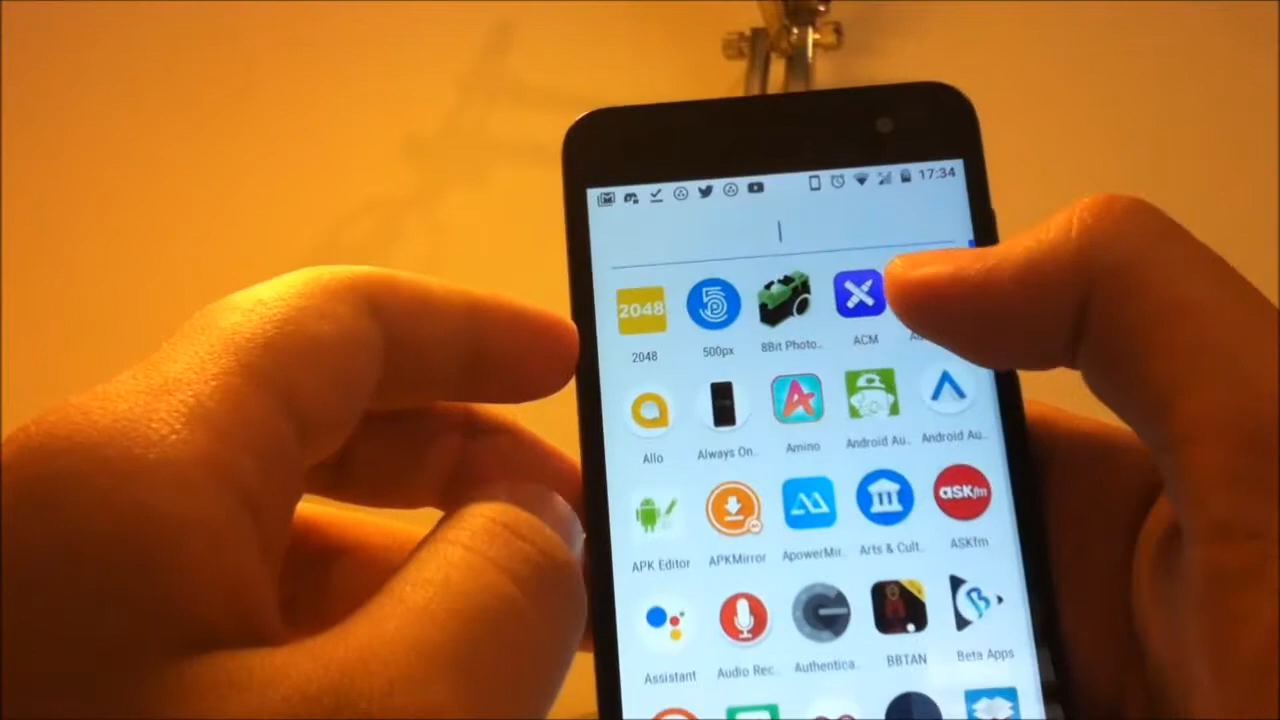 17:34
2048
2048 500px 8Bit Photo.. ACM
Allo Always On.. Amino Android Au.. Android Au..
asкfm
APK Editor APKMirror ApowerMir.. Arts & Cult.. ASKfm
Assistant Audio Rec.. Authentica.. BBTAN Beta Apps